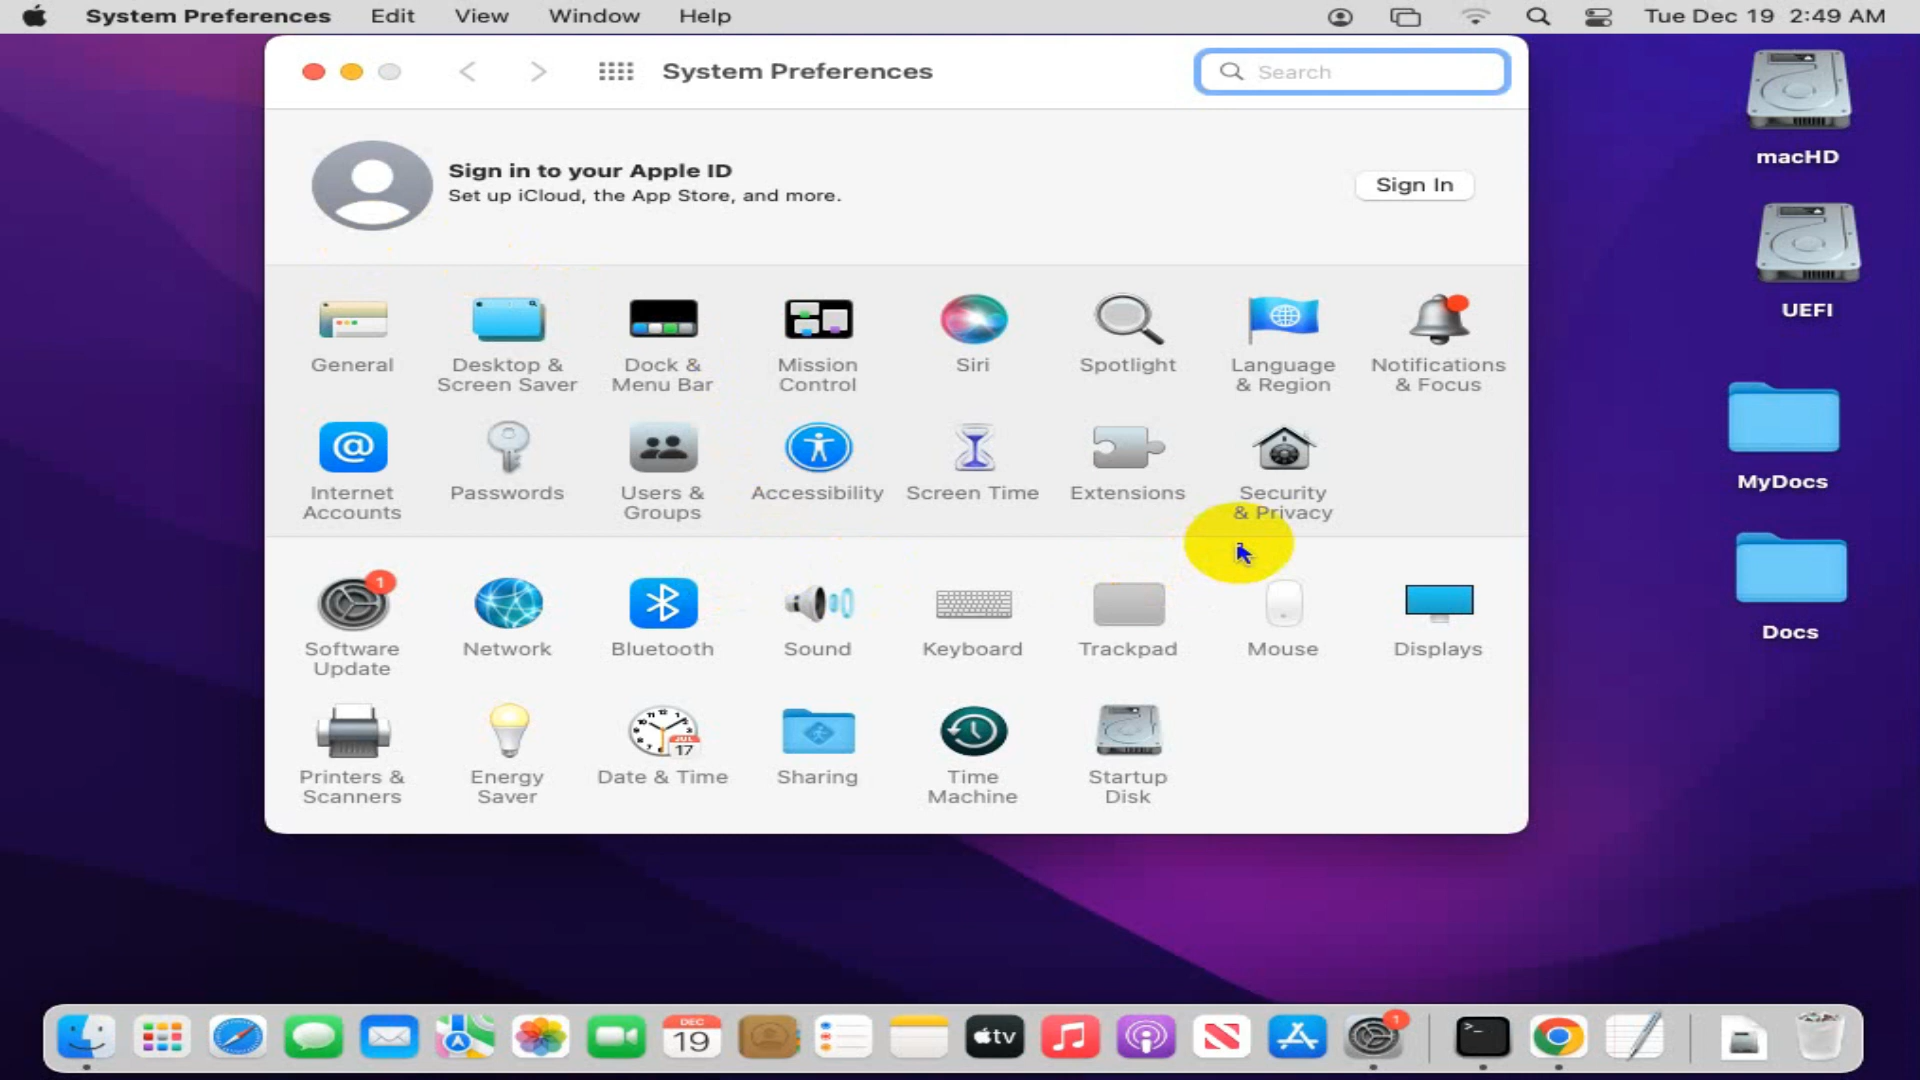 System Preferences Edit View Window Help Tue Dec 19 2:49 AM
System Preferences Search
macHD
Sign in to your Apple ID
Set up iCloud, the App Store, and more.
Sign In
UEFI
General
Desktop &
Screen Saver
Dock &
Menu Bar
Mission
Control
Siri
Spotlight
Language
& Region
Notifications
& Focus
MyDocs
Internet
Accounts
Passwords
Users &
Groups
Accessibility
Screen Time
Extensions
Security
& Privacy
1
Software
Update
Network
Bluetooth
Sound
Keyboard
Trackpad
Mouse
Displays
Docs
Printers &
Scanners
Energy
Saver
JUL
17
Date & Time
Sharing
Time
Machine
Startup
Disk
DEC
19
tv
1